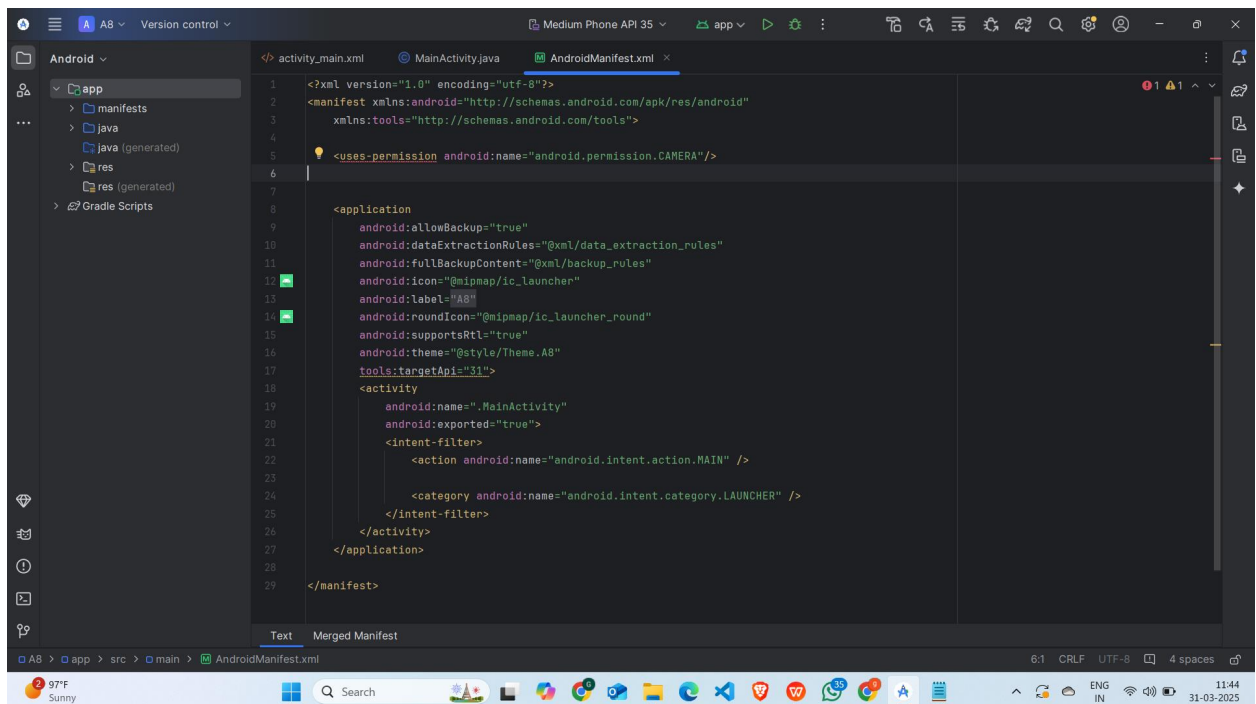 A A8 Version control Medium Phone API 35 app
Android
app
manifests
java
java (generated)
res
res (generated)
Gradle Scripts
activity_main.xml MainActivity.java AndroidManifest.xml
1 1
1 <?xml version="1.0" encoding="utf-8"?>
2 <manifest xmlns:android="http://schemas.android.com/apk/res/android"
3 xmlns:tools="http://schemas.android.com/tools">
4
5 <uses-permission android:name="android.permission.CAMERA"/>
6
7
8 <application
9 android:allowBackup="true"
10 android:dataExtractionRules="@xml/data_extraction_rules"
11 android:fullBackupContent="@xml/backup_rules"
12 android:icon="@mipmap/ic_launcher"
13 android:label="A8"
14 android:roundIcon="@mipmap/ic_launcher_round"
15 android:supportsRtl="true"
16 android:theme="@style/Theme.A8"
17 tools:targetApi="31">
18 <activity
19 android:name=".MainActivity"
20 android:exported="true">
21 <intent-filter>
22 <action android:name="android.intent.action.MAIN" />
23
24 <category android:name="android.intent.category.LAUNCHER" />
25 </intent-filter>
26 </activity>
27 </application>
28
29 </manifest>
Text Merged Manifest
A8 > app > src > main > AndroidManifest.xml 6:1 CRLF UTF-8 4 spaces
2 97°F
Sunny
Search
35
ENG
IN
11:44
31-03-2025